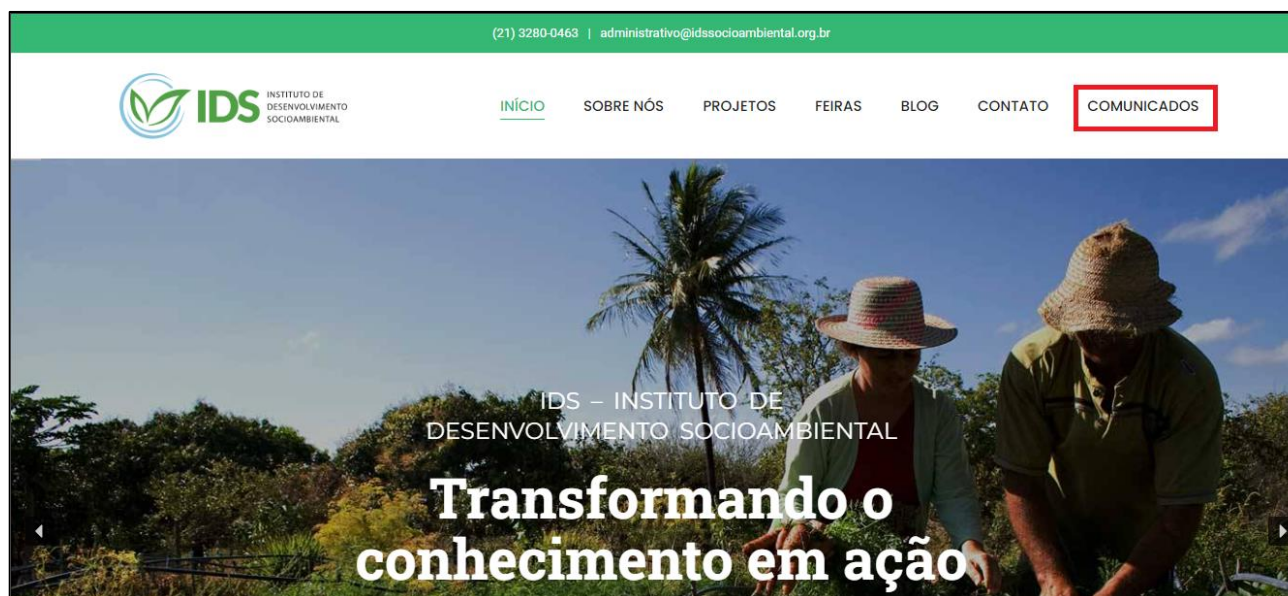 (21) 3280-0463 | administrativo@idssocioambiental.org.br
IDS
INSTITUTO DE
DESENVOLVIMENTO
SOCIOAMBIENTAL
INÍCIO SOBRE NÓS PROJETOS FEIRAS BLOG CONTATO COMUNICADOS
IDS – INSTITUTO DE
DESENVOLVIMENTO SOCIOAMBIENTAL
Transformando o
conhecimento em ação